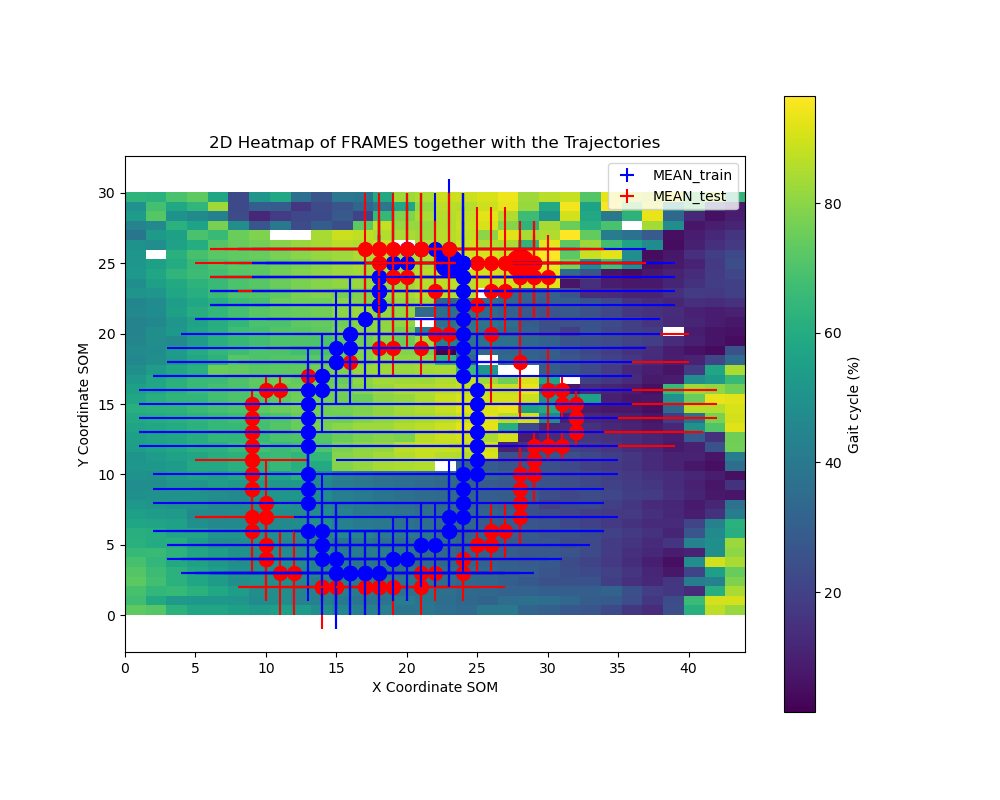 2D Heatmap of FRAMES together with the Trajectories
MEAN_train
MEAN_test
30
25
20
15
10
5
0
Y Coordinate SOM
0 5 10 15 20 25 30 35 40
X Coordinate SOM
80
60
40
20
Gait cycle (%)